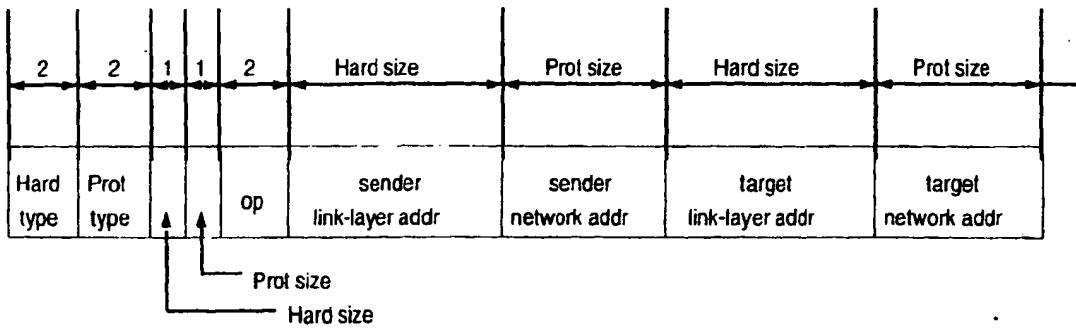 2 2 1 1 2 Hard size Prot size Hard size Prot size
Hard Prot sender sender target target
type type op link-layer addr network addr link-layer addr network addr
Prot size
Hard size